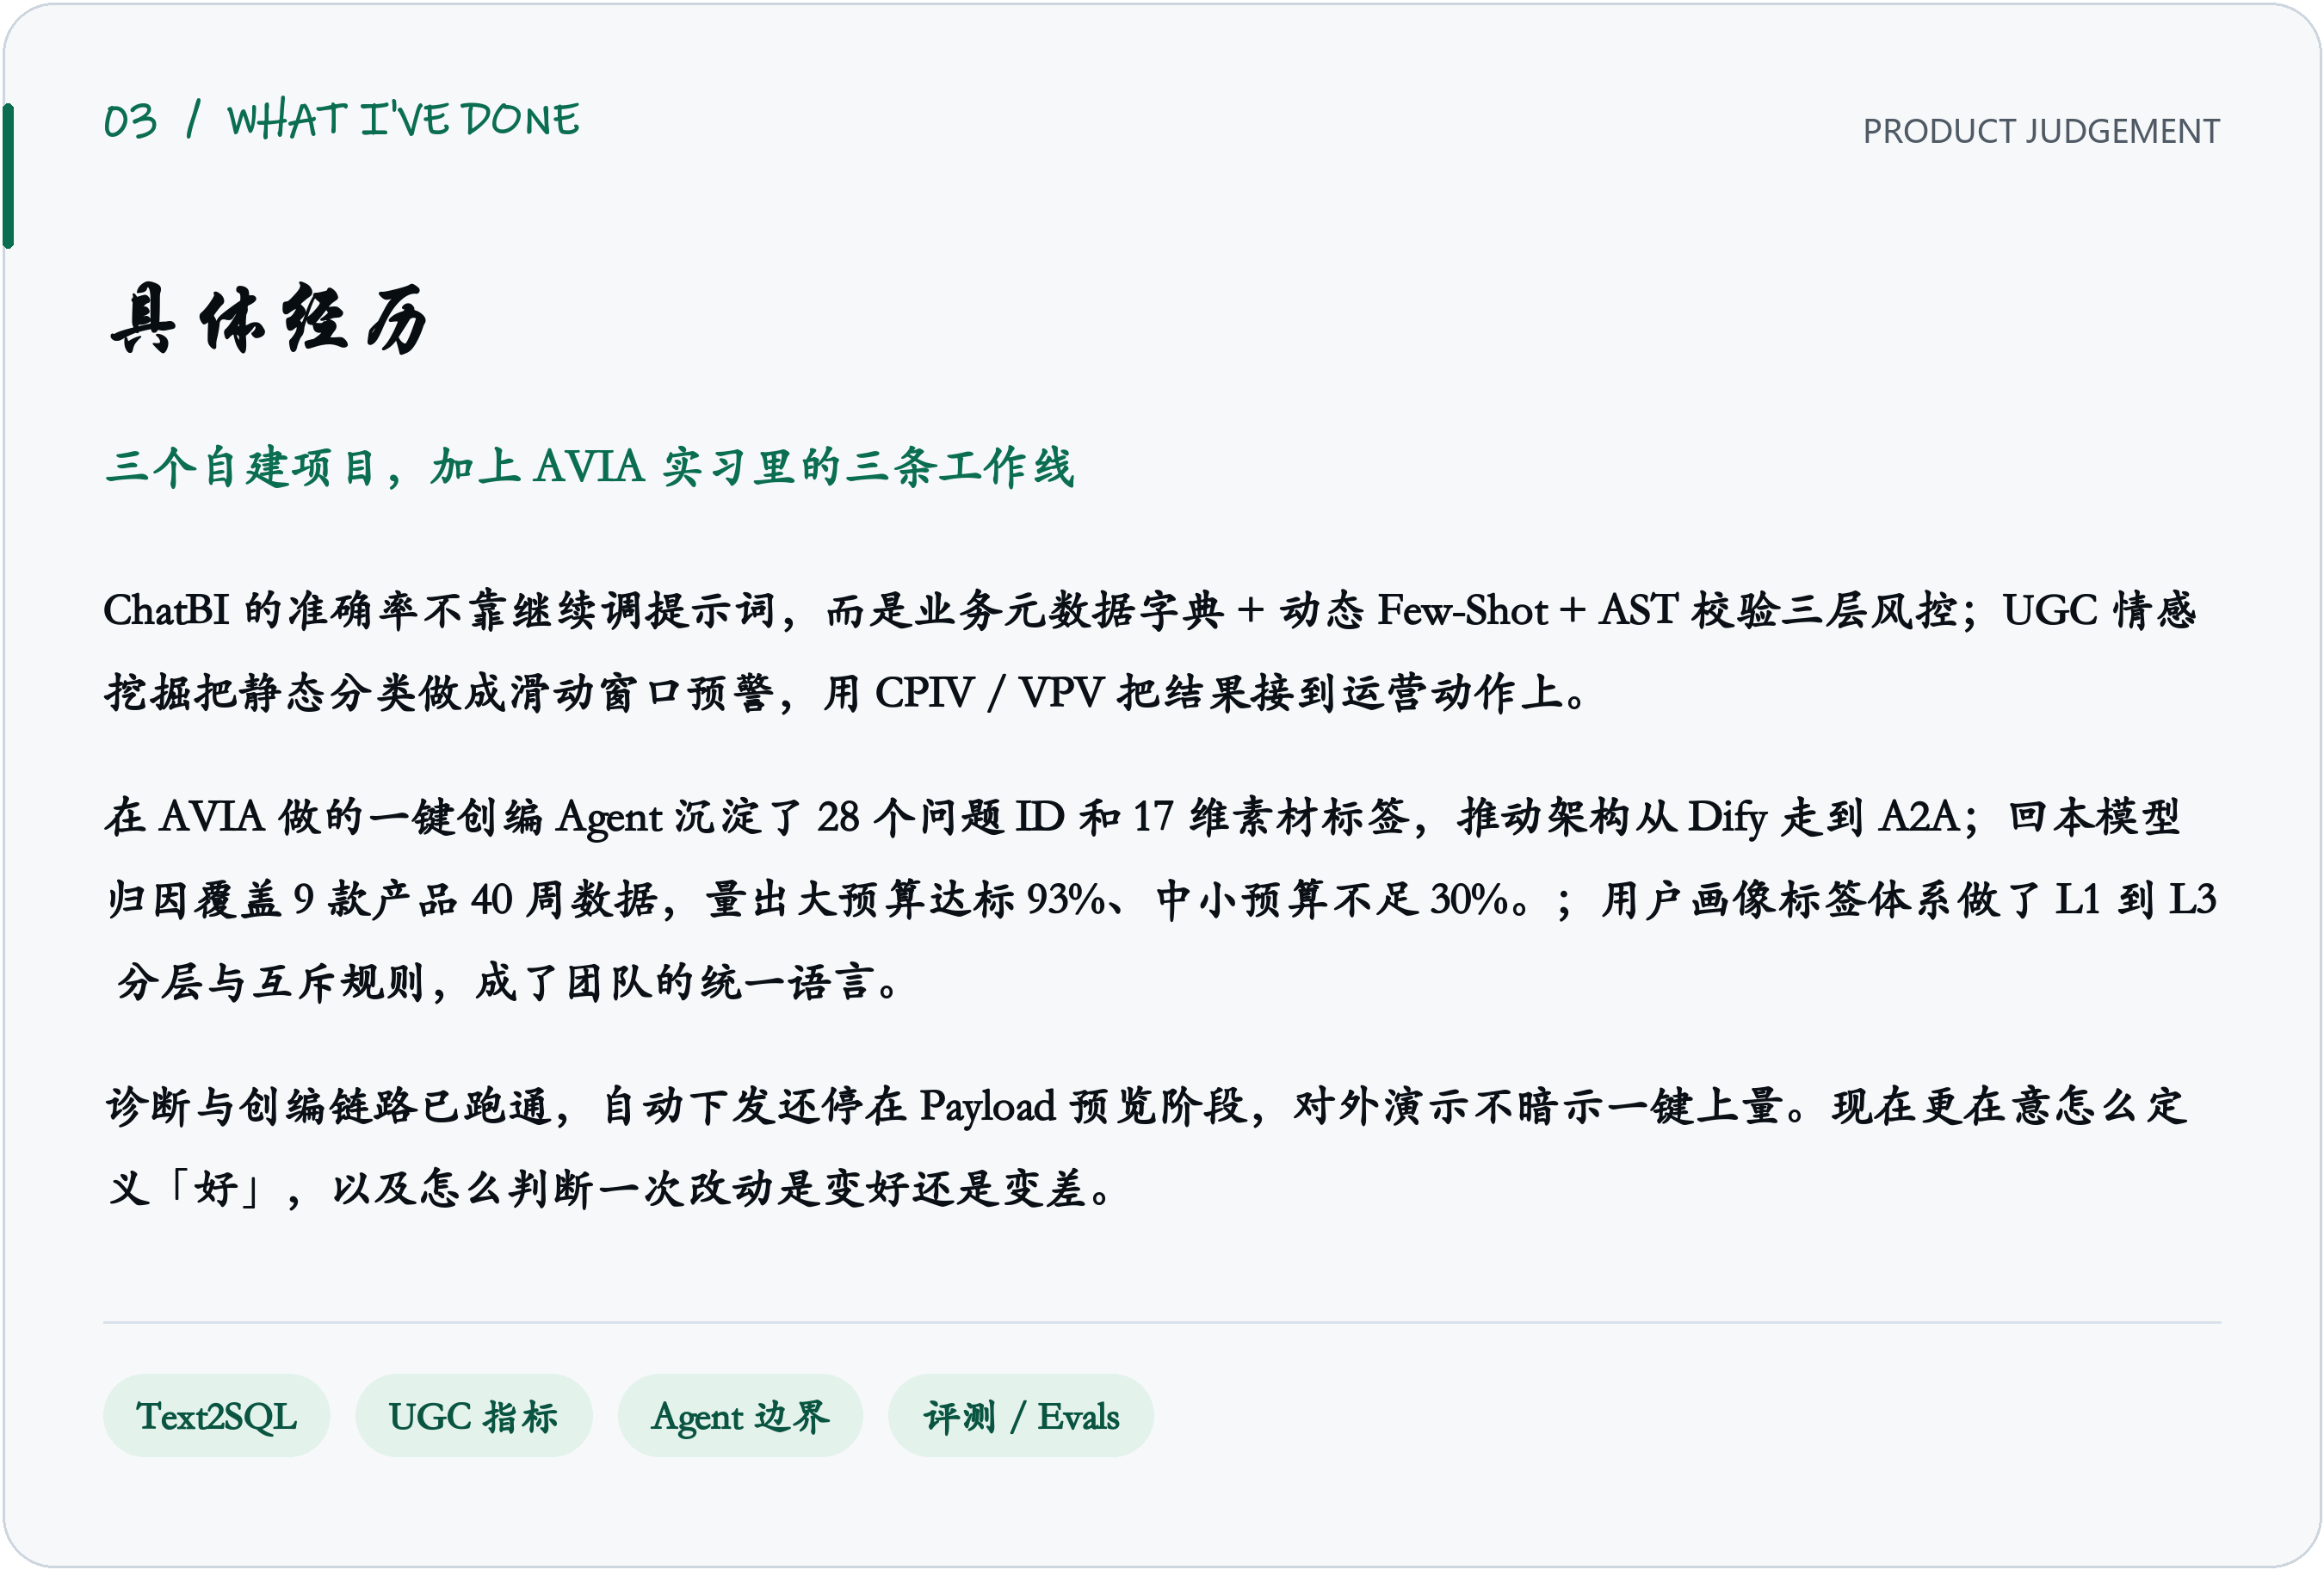 03 / WHAT I'VE DONE
PRODUCT JUDGEMENT
具体经历
三个自建项目，加上 AVIA 实习里的三条工作线
ChatBI 的准确率不靠继续调提示词，而是业务元数据字典 + 动态 Few-Shot + AST 校验三层风控；UGC 情感
挖掘把静态分类做成滑动窗口预警，用 CPIV / VPV 把结果接到运营动作上。
在 AVIA 做的一键创编 Agent 沉淀了 28 个问题 ID 和 17 维素材标签，推动架构从 Dify 走到 A2A；回本模型
归因覆盖 9 款产品 40 周数据，量出大预算达标 93%、中小预算不足 30%。；用户画像标签体系做了 L1 到 L3
分层与互斥规则，成了团队的统一语言。
诊断与创编链路已跑通，自动下发还停在 Payload 预览阶段，对外演示不暗示一键上量。现在更在意怎么定
义「好」，以及怎么判断一次改动是变好还是变差。
Text2SQL
UGC 指标
Agent 边界
评测 / Evals